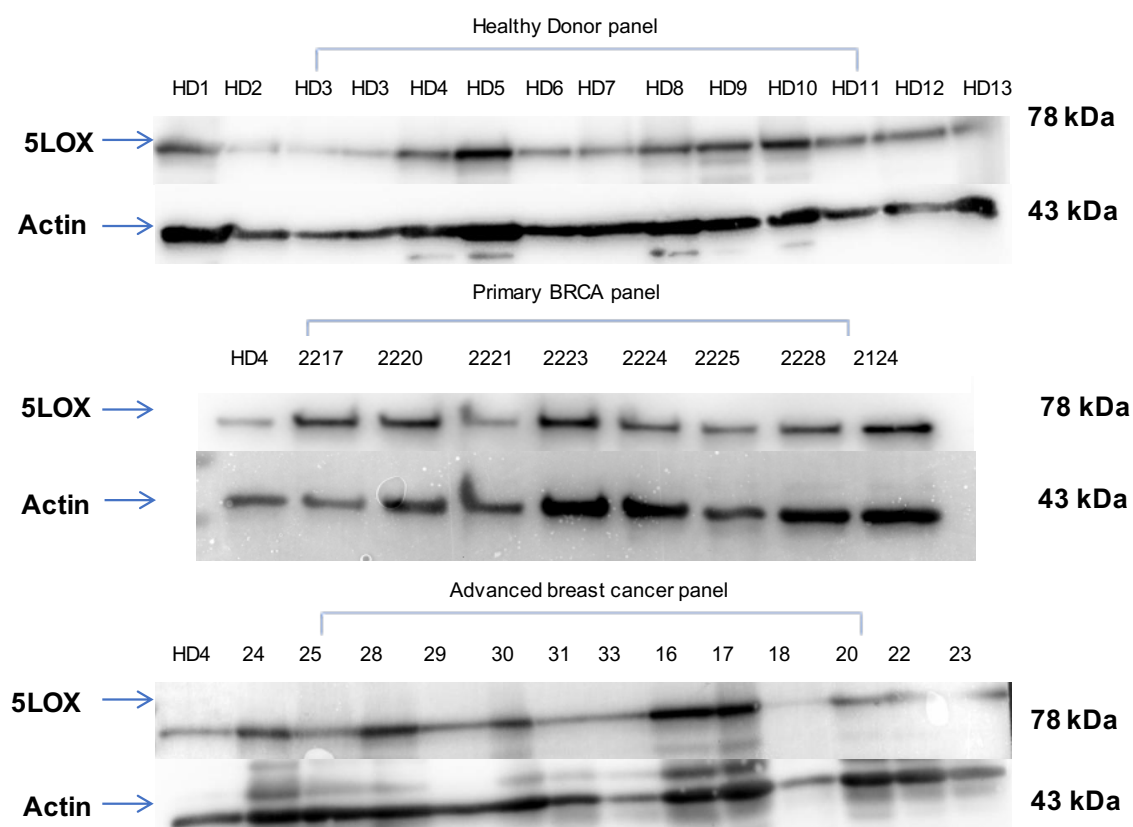 Healthy Donor panel
HD1 HD2 HD3 HD3 HD4 HD5 HD6 HD7 HD8 HD9 HD10 HD11 HD12 HD13
78 kDa
5LOX
Actin
43 kDa
Primary BRCA panel
HD4 2217 2220 2221 2223 2224 2225 2228 2124
5LOX
78 kDa
Actin
43 kDa
Advanced breast cancer panel
HD4 24 25 28 29 30 31 33 16 17 18 20 22 23
5LOX
78 kDa
Actin
43 kDa